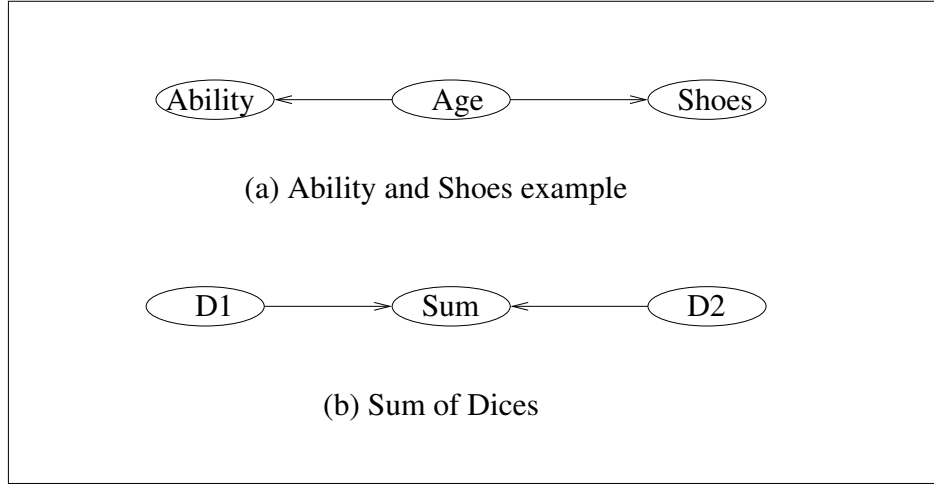 Ability Age Shoes
(a) Ability and Shoes example
D1 Sum D2
(b) Sum of Dices